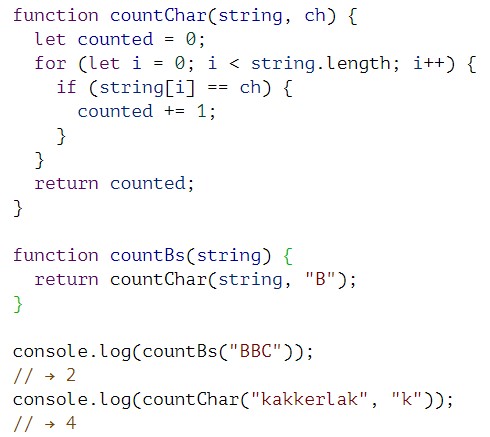 function countChar(string, ch) {
  let counted = 0;
  for (let i = 0; i < string.length; i++) {
    if (string[i] == ch) {
      counted += 1;
    }
  }
  return counted;
}

function countBs(string) {
  return countChar(string, "B");
}

console.log(countBs("BBC"));
// → 2
console.log(countChar("kakkerlak", "k"));
// → 4